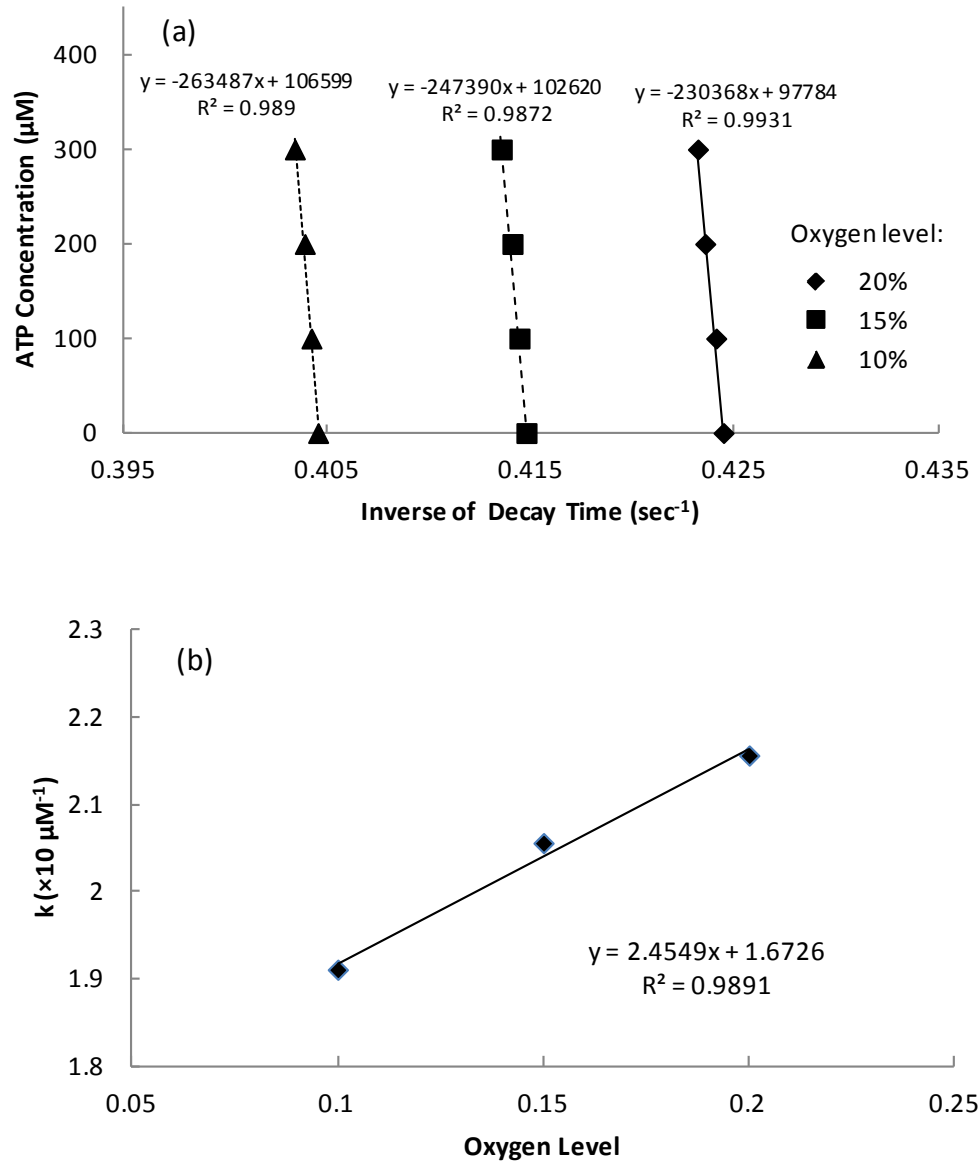 (a)
400
300
200
100
0
ATP Concentration (µM)
y = -263487x + 106599
R² = 0.989
y = -247390x + 102620
R² = 0.9872
y = -230368x + 97784
R² = 0.9931
Oxygen level:
20%
15%
10%
0.395 0.405 0.415 0.425 0.435
Inverse of Decay Time (sec⁻¹)
(b)
2.3
2.2
2.1
2
1.9
1.8
k (×10 µM⁻¹)
y = 2.4549x + 1.6726
R² = 0.9891
0.05 0.1 0.15 0.2 0.25
Oxygen Level